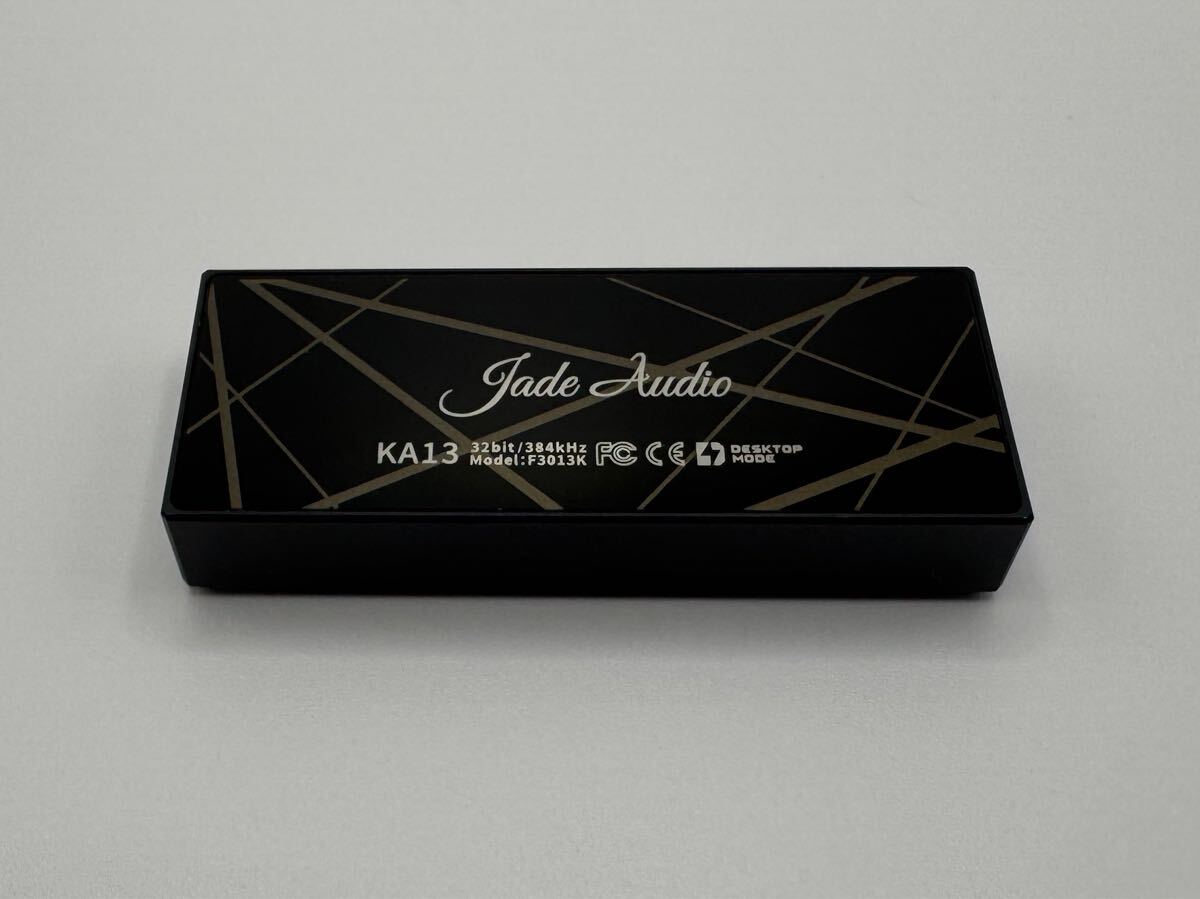 Jade Audio
KA13 32bit/384kHz FC CE DESKTOP
Model:F3013K MODE